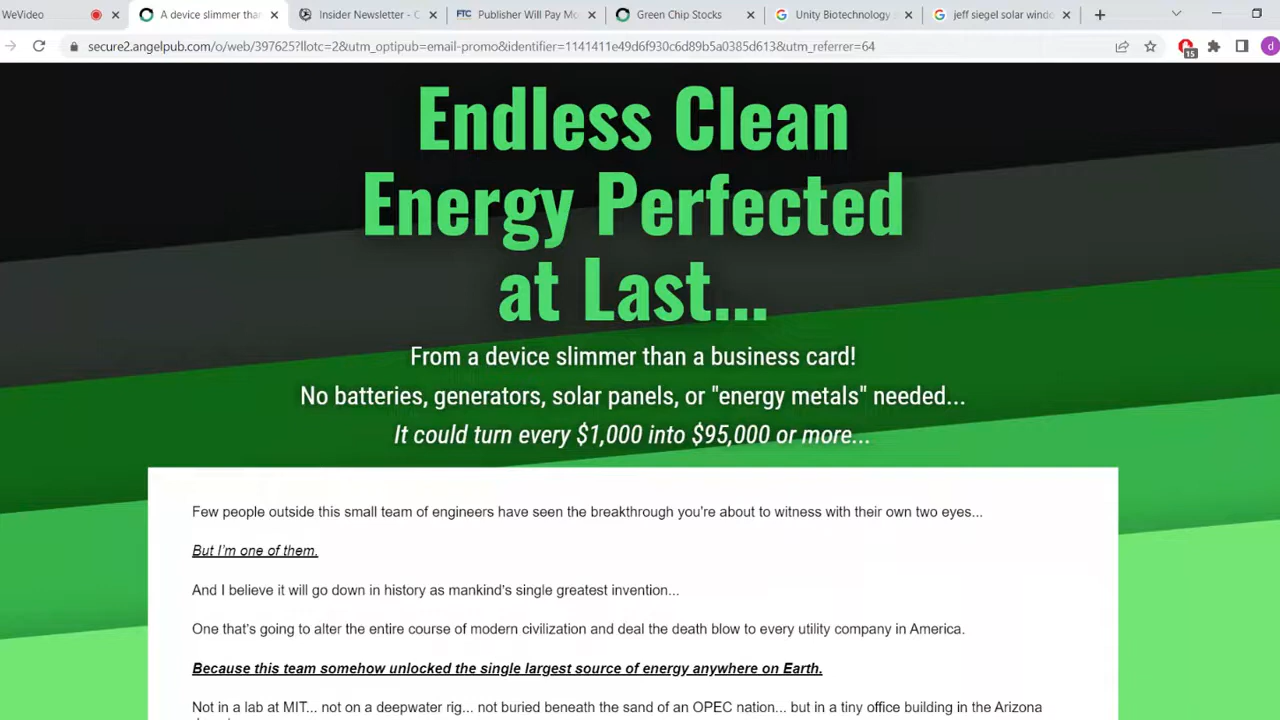 WeVideo
A device slimmer than
Insider Newsletter - C
FTC Publisher Will Pay Mo
Green Chip Stocks
Unity Biotechnology
jeff siegel solar windo
secure2.angelpub.com/o/web/397625?llotc=2&utm_optipub=email-promo&identifier=1141411e49d6f930c6d89b5a0385d613&utm_referrer=64
15
d
Endless Clean
Energy Perfected
at Last...
From a device slimmer than a business card!
No batteries, generators, solar panels, or "energy metals" needed...
It could turn every $1,000 into $95,000 or more...
Few people outside this small team of engineers have seen the breakthrough you're about to witness with their own two eyes...
But I'm one of them.
And I believe it will go down in history as mankind's single greatest invention...
One that's going to alter the entire course of modern civilization and deal the death blow to every utility company in America.
Because this team somehow unlocked the single largest source of energy anywhere on Earth.
Not in a lab at MIT... not on a deepwater rig... not buried beneath the sand of an OPEC nation... but in a tiny office building in the Arizona